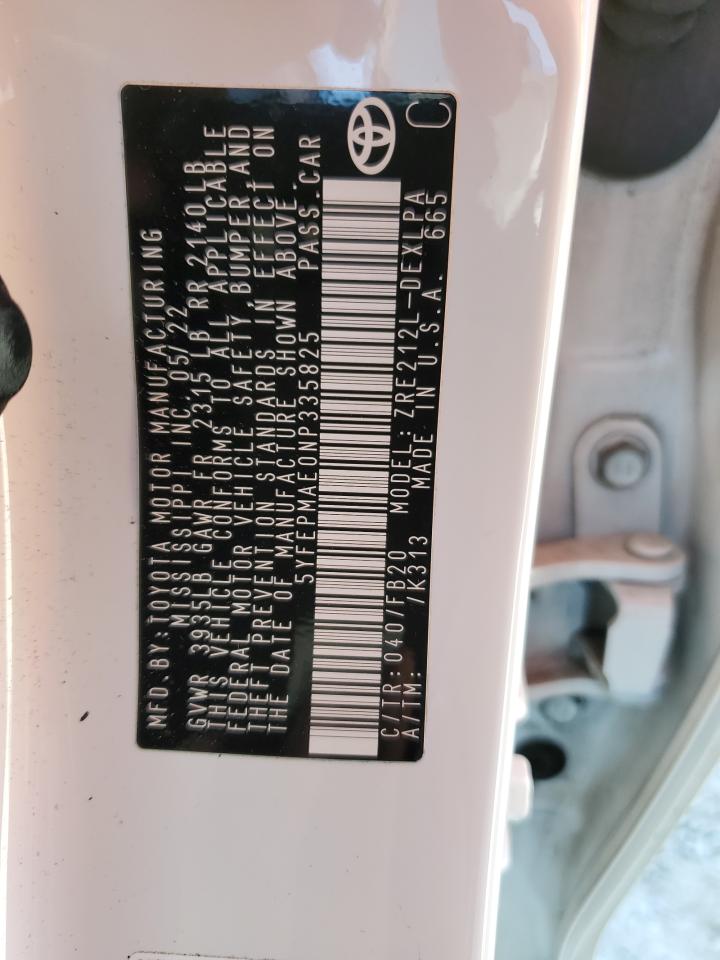 MFD.BY:TOYOTA MOTOR MANUFACTURING
MISSISSIPPI INC. 05/22
GVWR 3935LB GAWR FR 2315 LB RR 2140LB
THIS VEHICLE CONFORMS TO ALL APPLICABLE
FEDERAL MOTOR VEHICLE SAFETY, BUMPER, AND
THEFT PREVENTION STANDARDS IN EFFECT ON
THE DATE OF MANUFACTURE SHOWN ABOVE.
5YFEPMAE0NP335825 PASS.CAR
C/TR:040/FB20 MODEL:ZRE212L-DEXLPA
A/TM: /K313 MADE IN U.S.A. 665
C